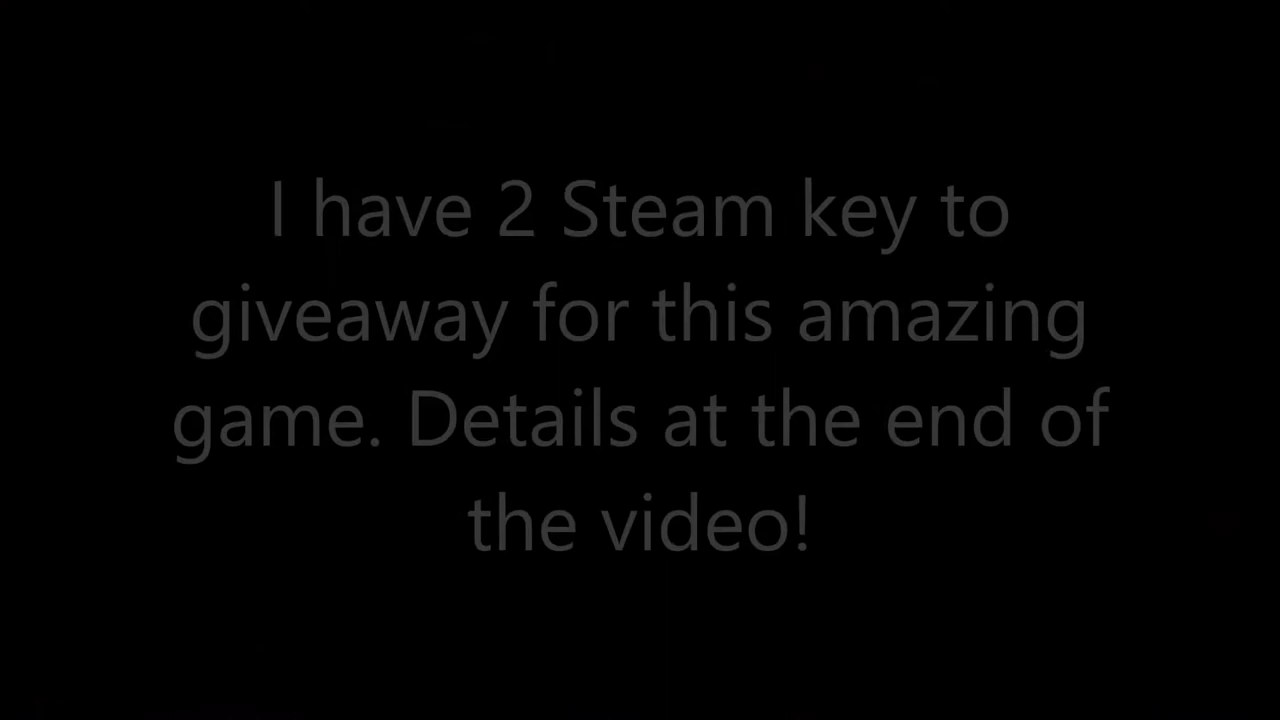 I have 2 Steam key to
giveaway for this amazing
game. Details at the end of
the video!